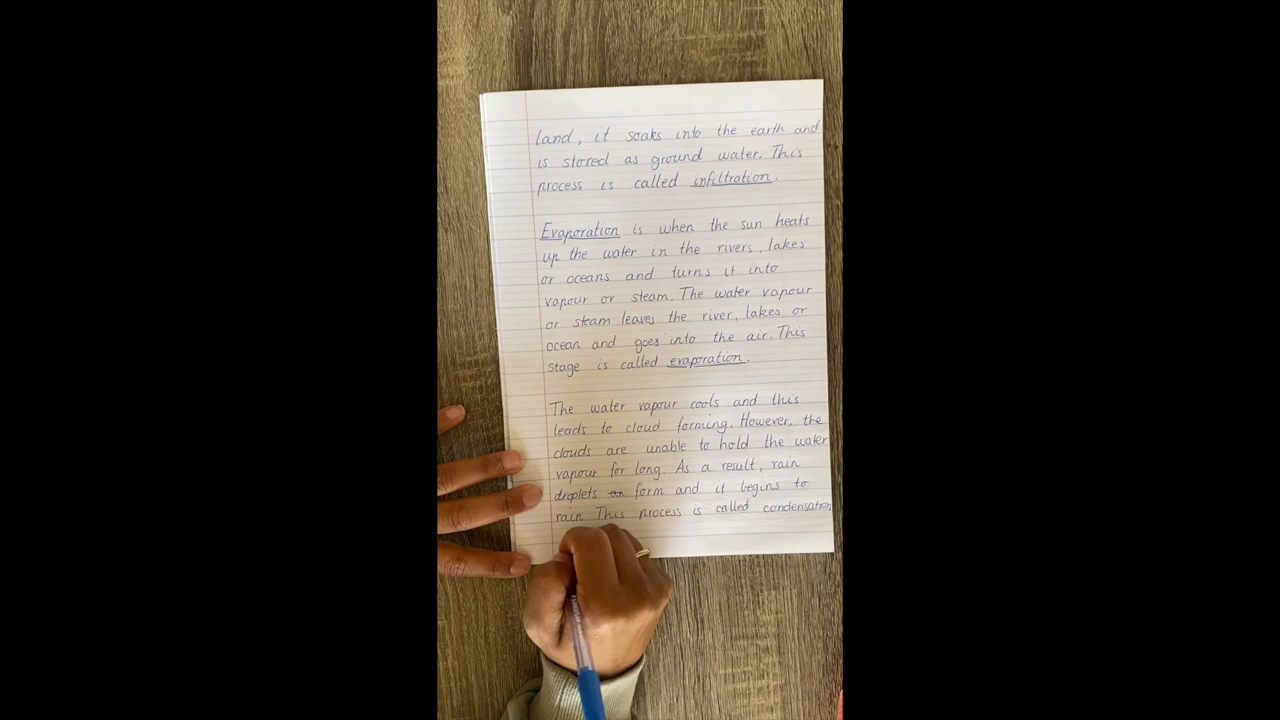 land, it soaks into the earth and
is stored as ground water. This
process is called infiltration.
Evaporation is when the sun heats
up the water in the rivers, lakes
or oceans and turns it into
vapour or steam. The water vapour
or steam leaves the river, lakes or
ocean and goes into the air. This
stage is called evaporation.
The water vapour cools and this
leads to cloud forming. However, the
clouds are unable to hold the water
vapour for long. As a result, rain
droplets form and it begins to
rain. This process is called condensation